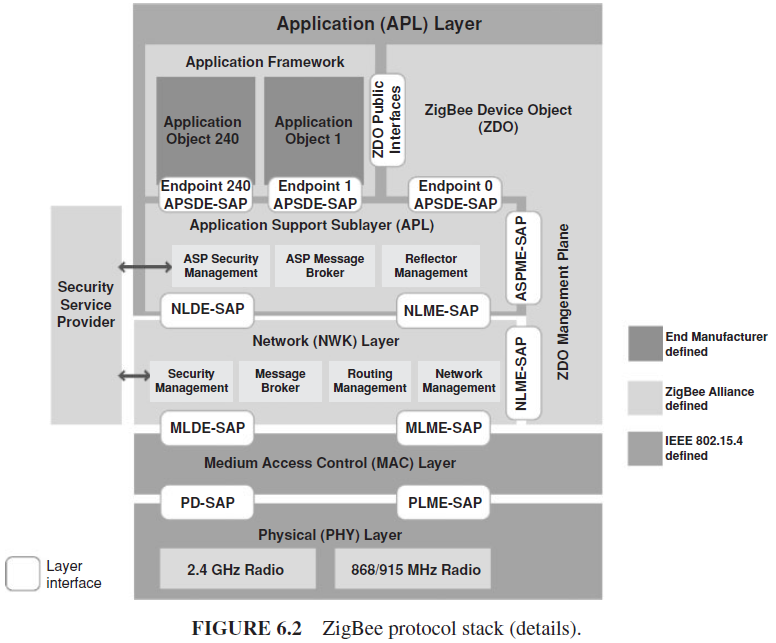 Application (APL) Layer
Application Framework
Application
Object 240
Application
Object 1
ZDO Public
Interfaces
ZigBee Device Object
(ZDO)
Endpoint 240
APSDE-SAP
Endpoint 1
APSDE-SAP
Endpoint 0
APSDE-SAP
Application Support Sublayer (APL)
ASP Security
Management
ASP Message
Broker
Reflector
Management
ASPME-SAP
ZDO Mangement Plane
Security
Service
Provider
NLDE-SAP
NLME-SAP
Network (NWK) Layer
Security
Management
Message
Broker
Routing
Management
Network
Management
NLME-SAP
MLDE-SAP
MLME-SAP
Medium Access Control (MAC) Layer
PD-SAP
PLME-SAP
Physical (PHY) Layer
2.4 GHz Radio
868/915 MHz Radio
End Manufacturer
defined
ZigBee Alliance
defined
IEEE 802.15.4
defined
Layer
interface
FIGURE 6.2 ZigBee protocol stack (details).